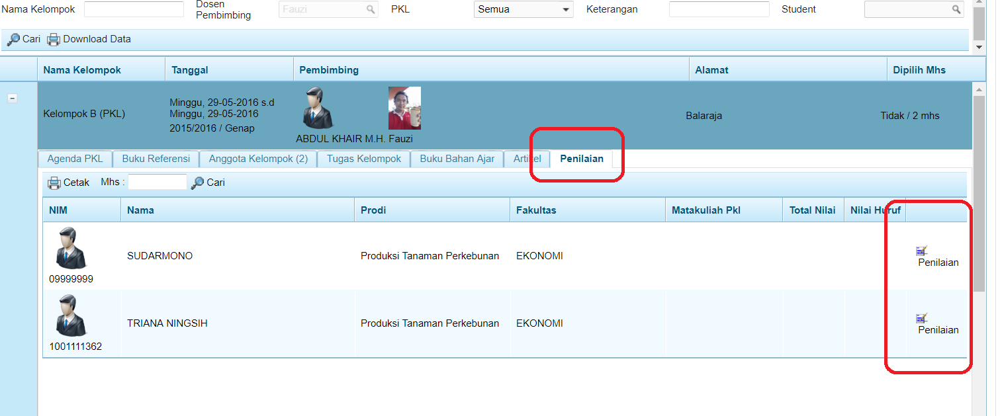 Nama Kelompok
Dosen
Pembimbing
Fauzi
PKL
Semua
Keterangan
Student
Cari
Download Data
Nama Kelompok
Tanggal
Pembimbing
Alamat
Dipilih Mhs
Kelompok B (PKL)
Minggu, 29-05-2016 s.d
Minggu, 29-05-2016
2015/2016 / Genap
ABDUL KHAIR M.H. Fauzi
Balaraja
Tidak / 2 mhs
Agenda PKL
Buku Referensi
Anggota Kelompok (2)
Tugas Kelompok
Buku Bahan Ajar
Artikel
Penilaian
Cetak
Mhs :
Cari
NIM
Nama
Prodi
Fakultas
Matakuliah Pkl
Total Nilai
Nilai Huruf
09999999
SUDARMONO
Produksi Tanaman Perkebunan
EKONOMI
Penilaian
1001111362
TRIANA NINGSIH
Produksi Tanaman Perkebunan
EKONOMI
Penilaian